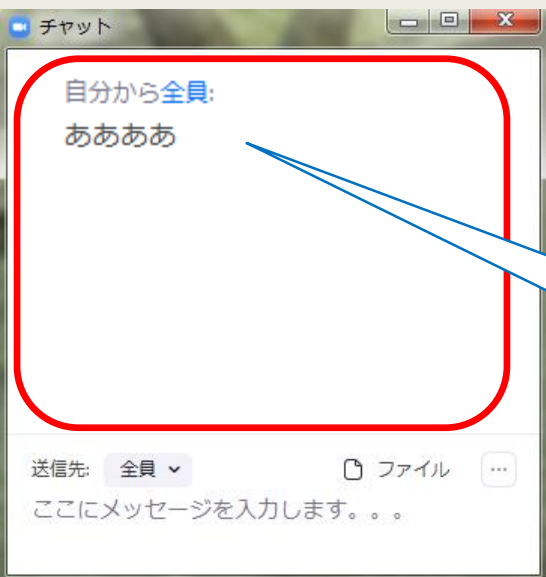 チャット
自分から全員:
ああああ
送信先: 全員 ファイル ...
ここにメッセージを入力します。。。